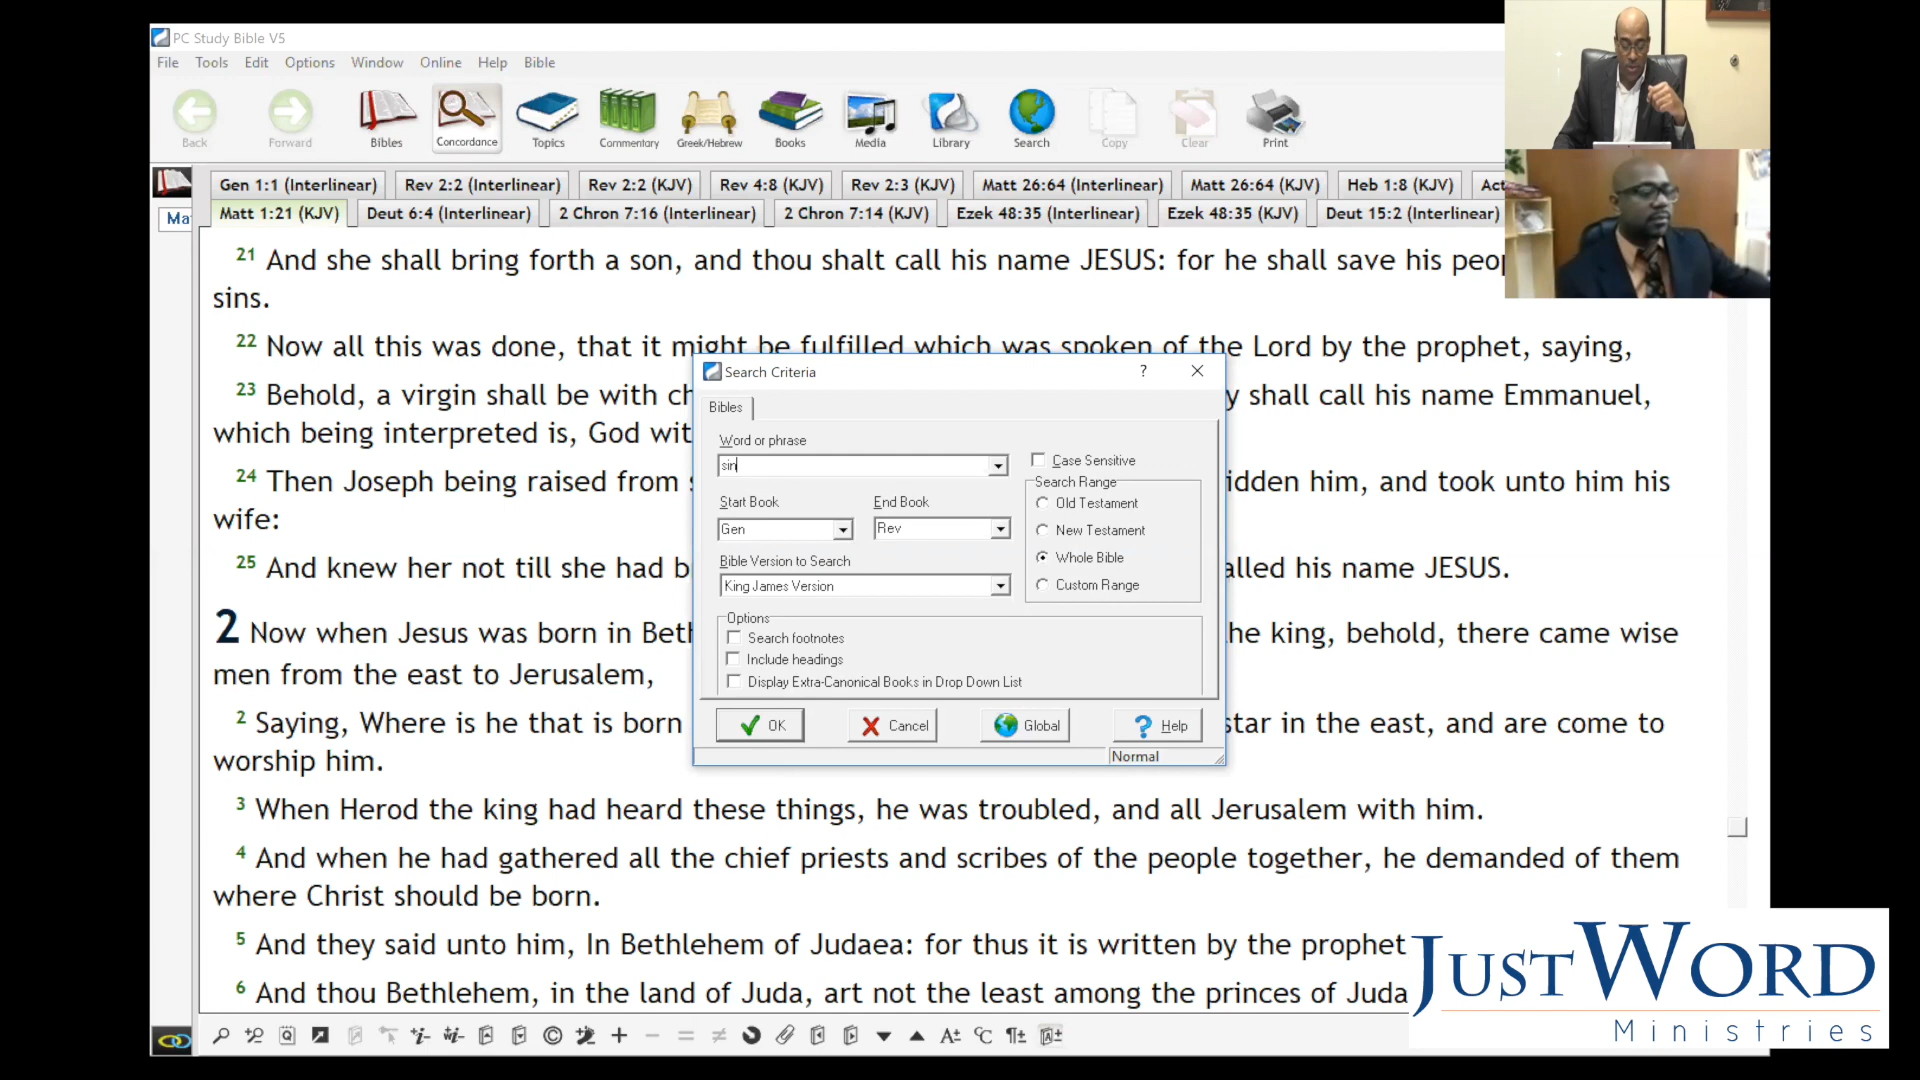 PC Study Bible V5
File Tools Edit Options Window Online Help Bible
Back Forward Bibles Concordance Topics Commentary Greek/Hebrew Books Media Library Search Copy Clear Print
Gen 1:1 (Interlinear) Rev 2:2 (Interlinear) Rev 2:2 (KJV) Rev 4:8 (KJV) Rev 2:3 (KJV) Matt 26:64 (Interlinear) Matt 26:64 (KJV) Heb 1:8 (KJV) Act
Mat Matt 1:21 (KJV) Deut 6:4 (Interlinear) 2 Chron 7:16 (Interlinear) 2 Chron 7:14 (KJV) Ezek 48:35 (Interlinear) Ezek 48:35 (KJV) Deut 15:2 (Interlinear)
21 And she shall bring forth a son, and thou shalt call his name JESUS: for he shall save his peop
sins.
22 Now all this was done, that it might be fulfilled which was spoken of the Lord by the prophet, saying,
23 Behold, a virgin shall be with ch y shall call his name Emmanuel,
which being interpreted is, God wit
24 Then Joseph being raised from s idden him, and took unto him his
wife:
25 And knew her not till she had b alled his name JESUS.
2 Now when Jesus was born in Beth he king, behold, there came wise
men from the east to Jerusalem,
2 Saying, Where is he that is born star in the east, and are come to
worship him.
3 When Herod the king had heard these things, he was troubled, and all Jerusalem with him.
4 And when he had gathered all the chief priests and scribes of the people together, he demanded of them
where Christ should be born.
5 And they said unto him, In Bethlehem of Judaea: for thus it is written by the prophet
6 And thou Bethlehem, in the land of Juda, art not the least among the princes of Juda
Search Criteria ?
Bibles
Word or phrase
sin
Case Sensitive
Start Book End Book
Gen Rev
Search Range
Old Testament
New Testament
Whole Bible
Custom Range
Bible Version to Search
King James Version
Options
Search footnotes
Include headings
Display Extra-Canonical Books in Drop Down List
OK Cancel Global Help
Normal
JUSTWORD
Ministries